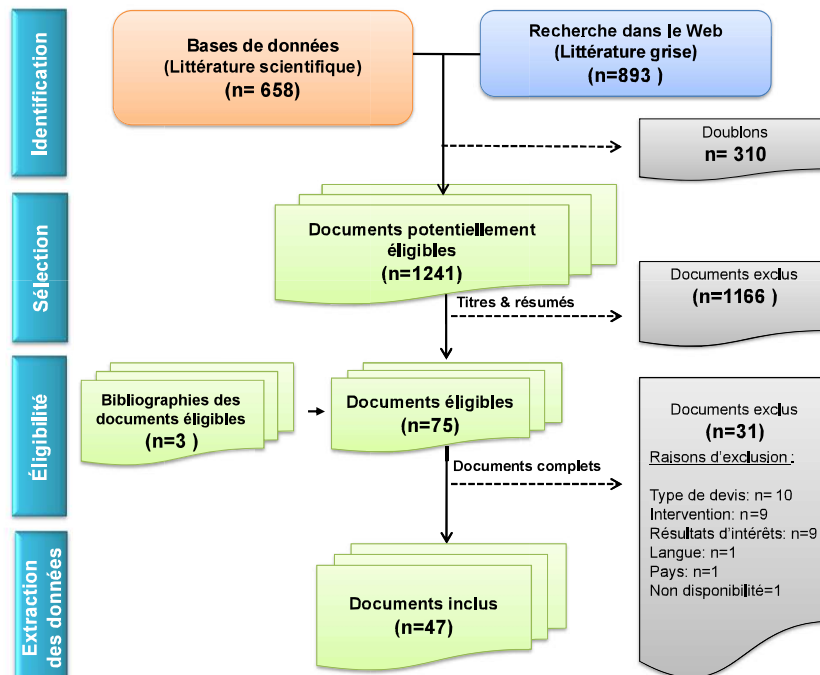 Identification
Bases de données
(Littérature scientifique)
(n= 658)
Recherche dans le Web
(Littérature grise)
(n=893 )
Doublons
n= 310
Sélection
Documents potentiellement
éligibles
(n=1241)
Titres & résumés
Documents exclus
(n=1166 )
Éligibilité
Bibliographies des
documents éligibles
(n=3 )
Documents éligibles
(n=75)
Documents complets
Documents exclus
(n=31)
Raisons d'exclusion :
Type de devis: n= 10
Intervention: n=9
Résultats d'intérêts: n=9
Langue: n=1
Pays: n=1
Non disponibilité=1
Extraction
des données
Documents inclus
(n=47)